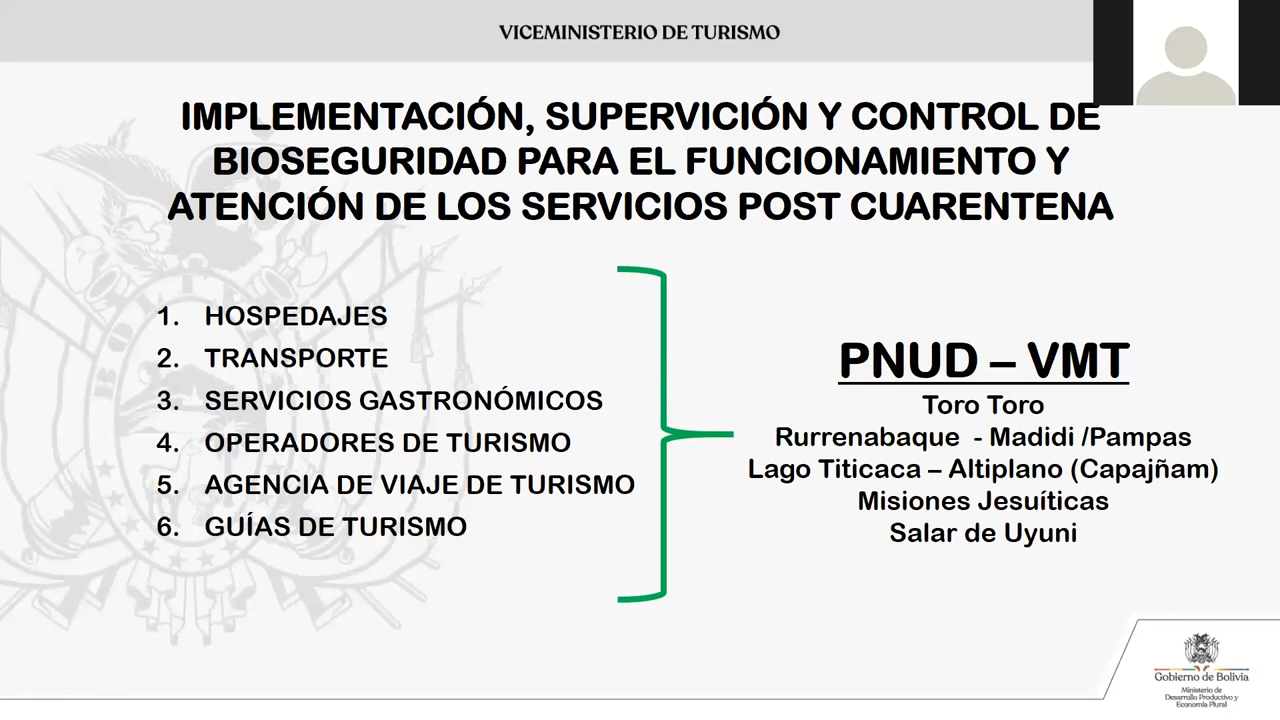 VICEMINISTERIO DE TURISMO
IMPLEMENTACIÓN, SUPERVICIÓN Y CONTROL DE
BIOSEGURIDAD PARA EL FUNCIONAMIENTO Y
ATENCIÓN DE LOS SERVICIOS POST CUARENTENA
1. HOSPEDAJES
2. TRANSPORTE
3. SERVICIOS GASTRONÓMICOS
4. OPERADORES DE TURISMO
5. AGENCIA DE VIAJE DE TURISMO
6. GUÍAS DE TURISMO
PNUD – VMT
Toro Toro
Rurrenabaque - Madidi /Pampas
Lago Titicaca – Altiplano (Capajñam)
Misiones Jesuíticas
Salar de Uyuni
Gobierno de Bolivia
Ministerio de
Desarrollo Productivo y
Economía Plural